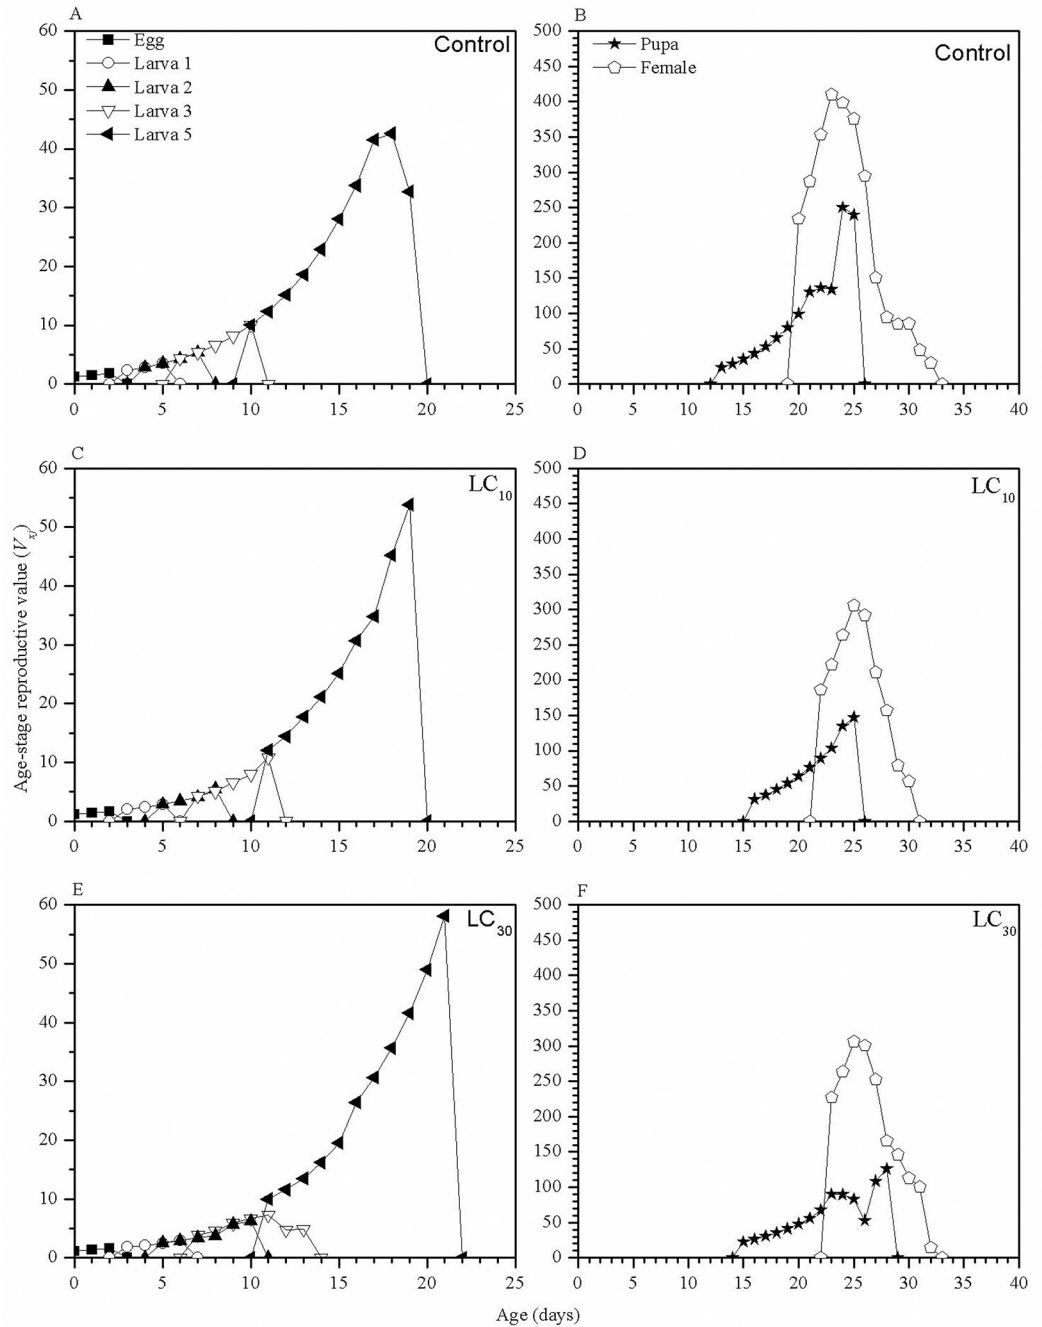 A
B
60
50
40
30
20
10
0
Egg
Larva 1
Larva 2
Larva 3
Larva 5
Control
0 5 10 15 20 25
500
450
400
350
300
250
200
150
100
50
0
Pupa
Female
Control
0 5 10 15 20 25 30 35 40
C
D
60
50
40
30
20
10
0
LC10
0 5 10 15 20 25
500
450
400
350
300
250
200
150
100
50
0
LC10
0 5 10 15 20 25 30 35 40
Age-stage reproductive value (Vxj)
E
F
60
50
40
30
20
10
0
LC30
0 5 10 15 20 25
500
450
400
350
300
250
200
150
100
50
0
LC30
0 5 10 15 20 25 30 35 40
Age (days)